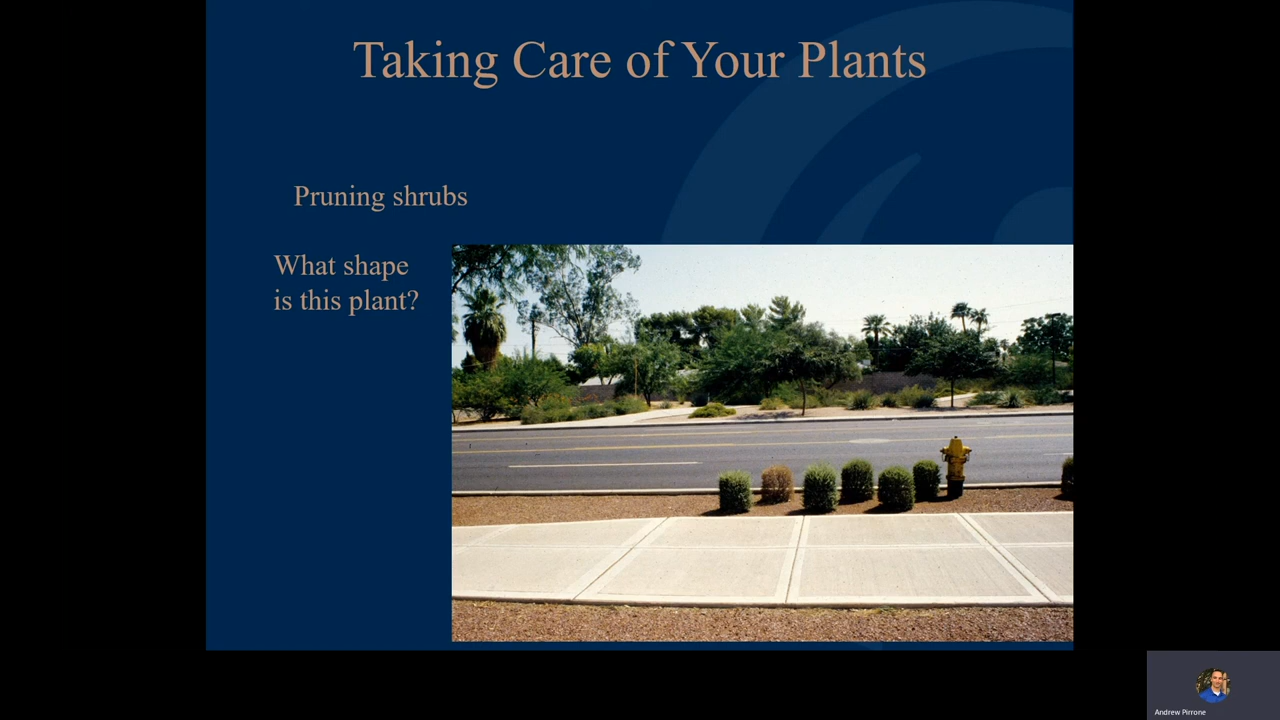 Taking Care of Your Plants
Pruning shrubs
What shape
is this plant?
Andrew Pirrone